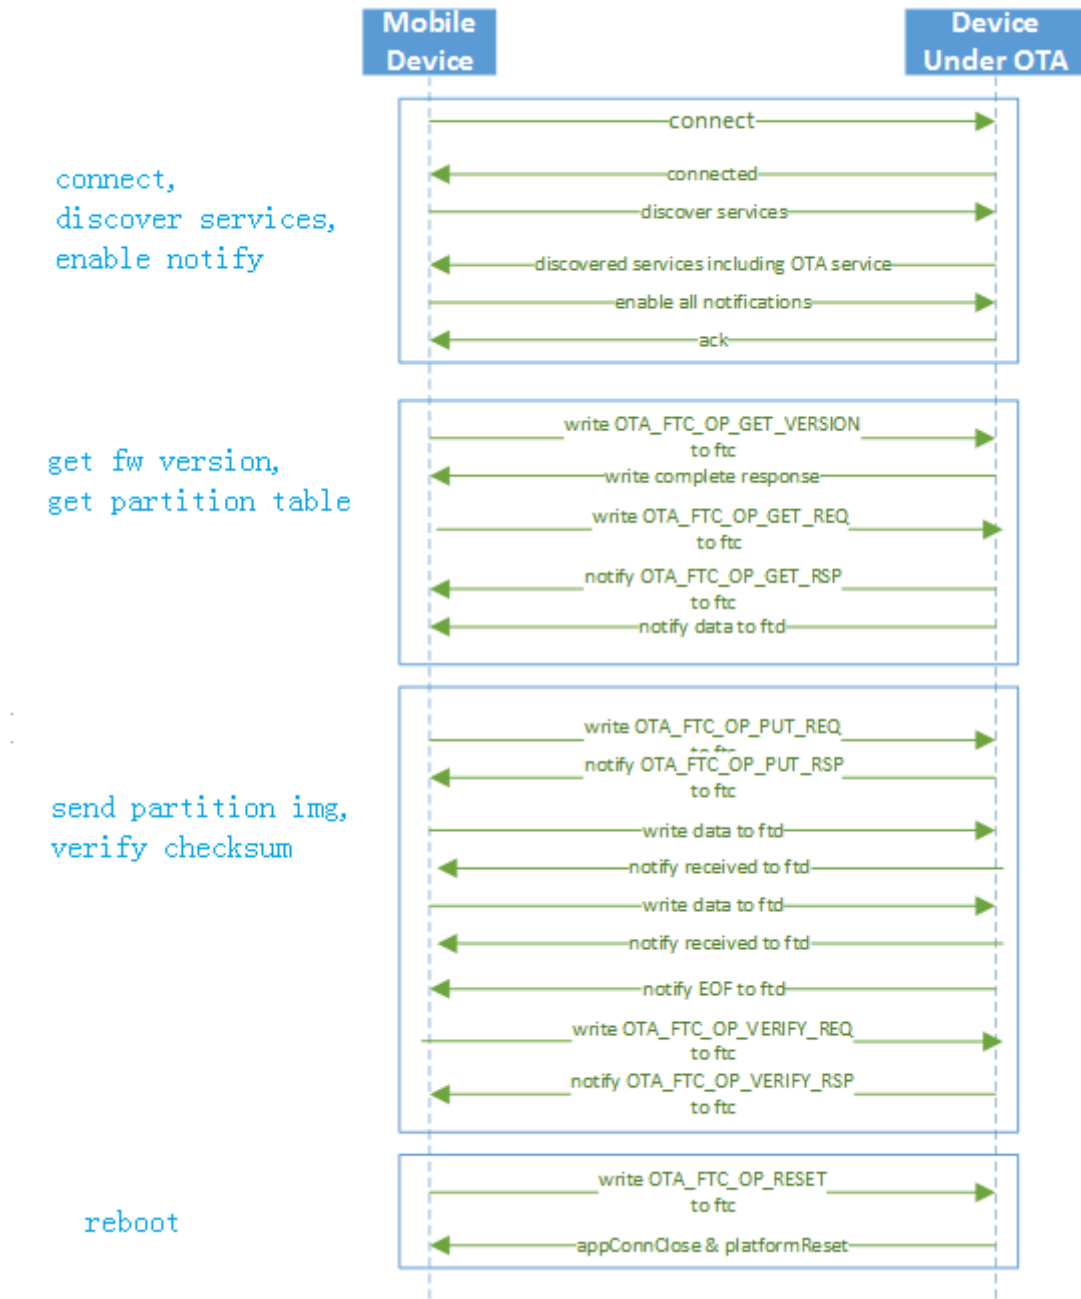 Mobile
Device
Device
Under OTA
connect,
discover services,
enable notify
connect
connected
discover services
discovered services including OTA service
enable all notifications
ack
get fw version,
get partition table
write OTA_FTC_OP_GET_VERSION
to ftc
write complete response
write OTA_FTC_OP_GET_REQ
to ftc
notify OTA_FTC_OP_GET_RSP
to ftc
notify data to ftd
send partition img,
verify checksum
write OTA_FTC_OP_PUT_REQ
to ftc
notify OTA_FTC_OP_PUT_RSP
to ftc
write data to ftd
notify received to ftd
write data to ftd
notify received to ftd
notify EOF to ftd
write OTA_FTC_OP_VERIFY_REQ
to ftc
notify OTA_FTC_OP_VERIFY_RSP
to ftc
reboot
write OTA_FTC_OP_RESET
to ftc
appConnClose & platformReset